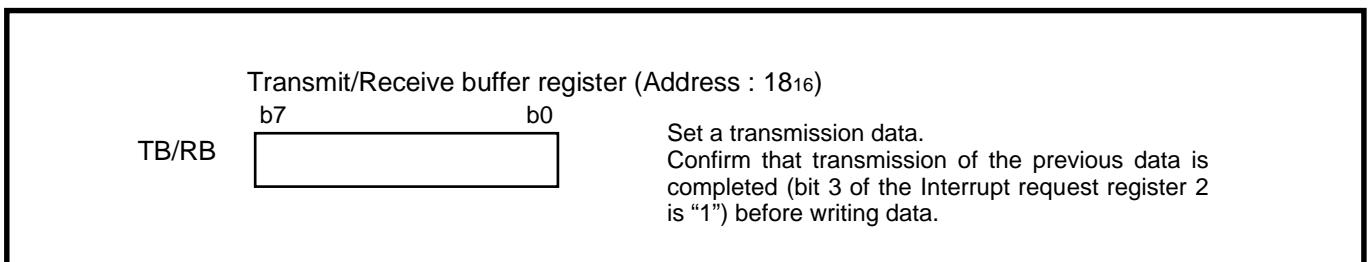 Transmit/Receive buffer register (Address : 1816)
b7 b0
TB/RB
Set a transmission data.
Confirm that transmission of the previous data is
completed (bit 3 of the Interrupt request register 2
is “1”) before writing data.